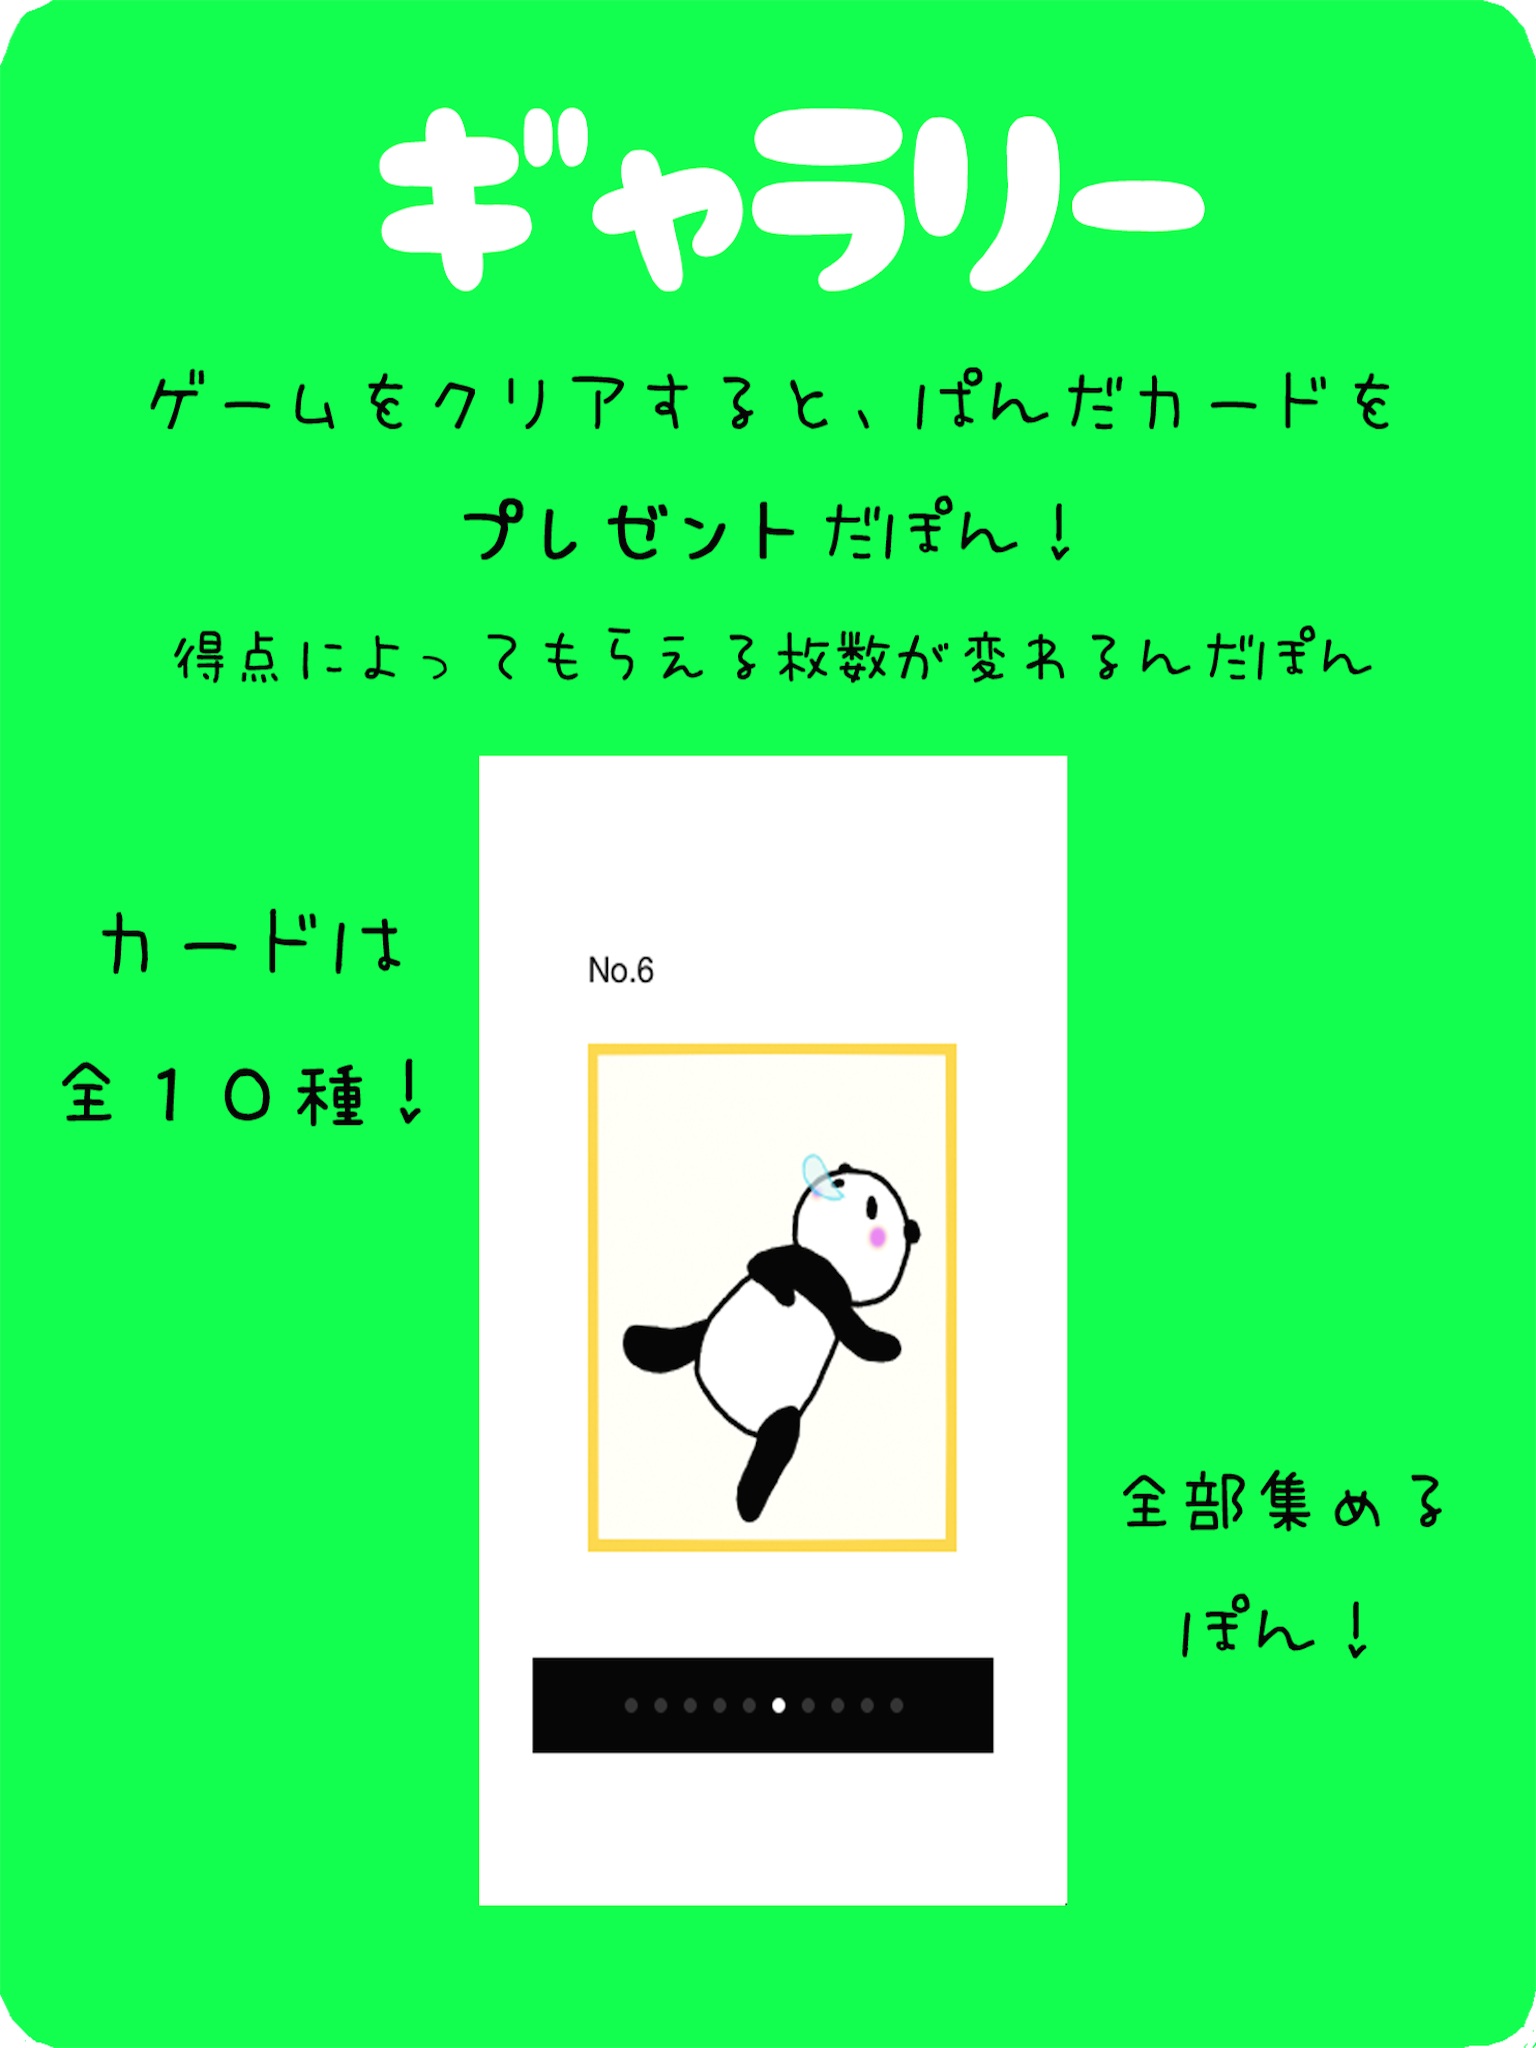 ギャラリー
ゲームをクリアすると、ぱんだカードを
プレゼントだぽん！
得点によってもらえる枚数が変わるんだぽん
カードは
全１０種！
No.6
全部集める
ぽん！